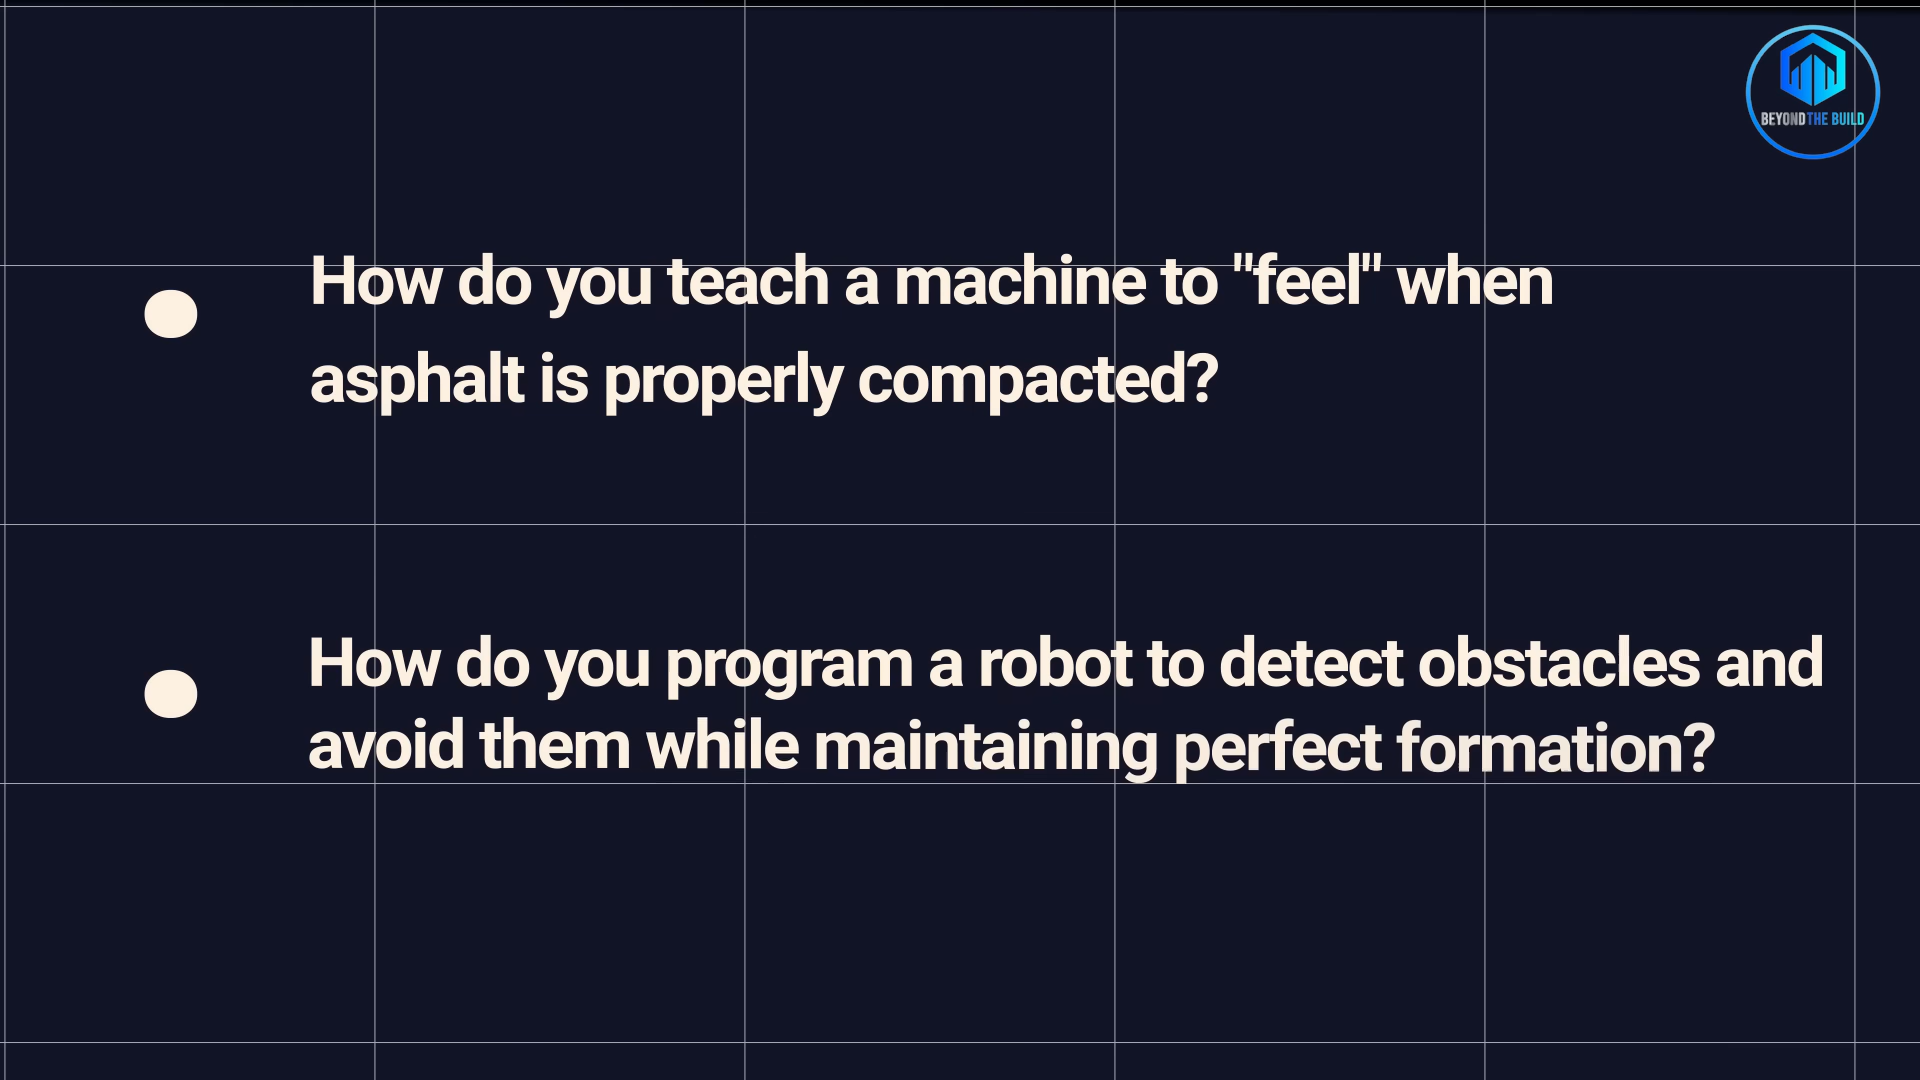 BEYOND THE BUILD
How do you teach a machine to "feel" when
asphalt is properly compacted?
How do you program a robot to detect obstacles and
avoid them while maintaining perfect formation?